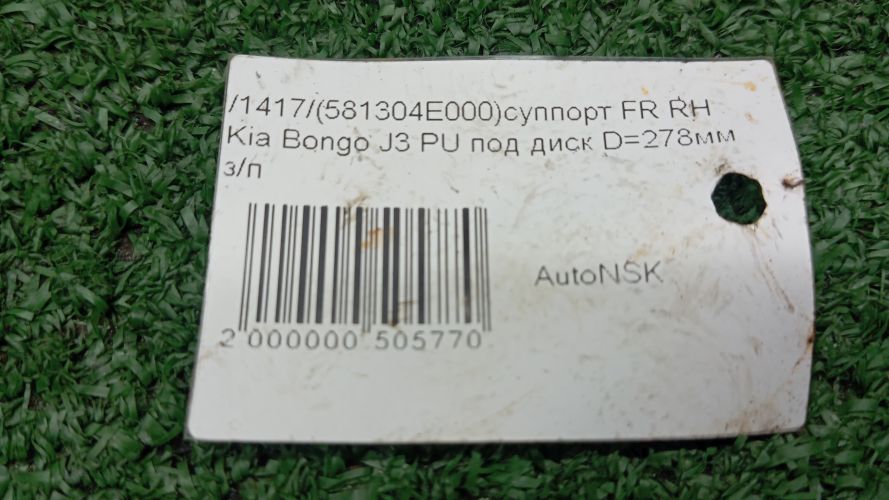 /1417/(581304E000)суппорт FR RH
Kia Bongo J3 PU под диск D=278мм
з/п
AutoNSK
2 000000 505770